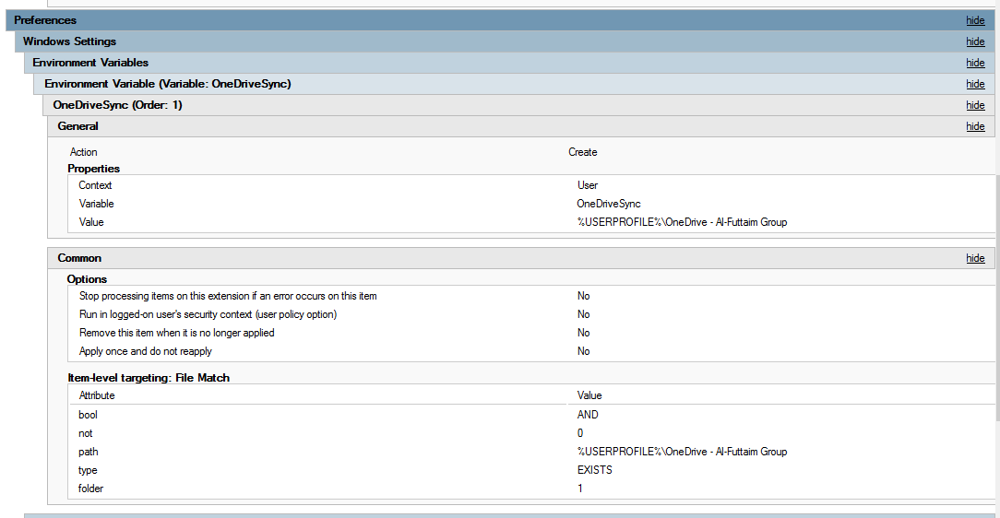 Preferences hide
Windows Settings hide
Environment Variables hide
Environment Variable (Variable: OneDriveSync) hide
OneDriveSync (Order: 1) hide
General hide
Action Create
Properties
Context User
Variable OneDriveSync
Value %USERPROFILE%\OneDrive - Al-Futtaim Group
Common hide
Options
Stop processing items on this extension if an error occurs on this item No
Run in logged-on user's security context (user policy option) No
Remove this item when it is no longer applied No
Apply once and do not reapply No
Item-level targeting: File Match
Attribute Value
bool AND
not 0
path %USERPROFILE%\OneDrive - Al-Futtaim Group
type EXISTS
folder 1